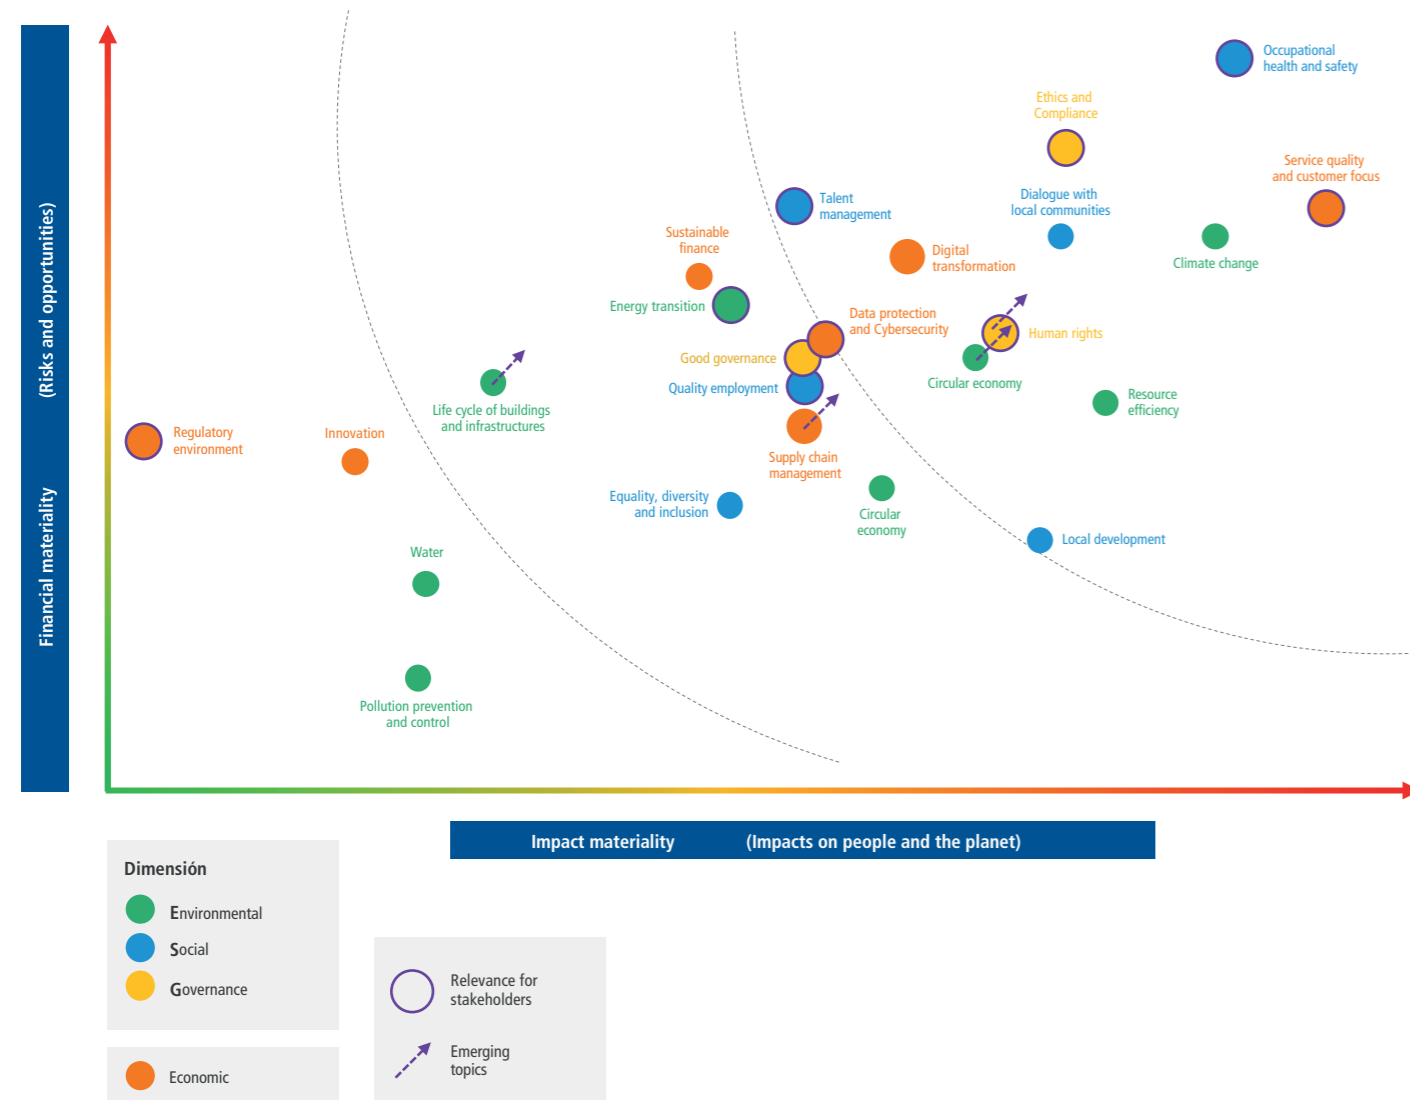 Financial materiality (Risks and opportunities)
Occupational
health and safety
Ethics and
Compliance
Service quality
and customer focus
Talent
management
Dialogue with
local communities
Sustainable
finance
Digital
transformation
Climate change
Energy transition
Data protection
and Cybersecurity
Human rights
Good governance
Circular economy
Quality employment
Resource
efficiency
Life cycle of buildings
and infrastructures
Regulatory
environment
Innovation
Supply chain
management
Equality, diversity
and inclusion
Circular
economy
Local development
Water
Pollution prevention
and control
Impact materiality (Impacts on people and the planet)
Dimensión
Environmental
Social
Governance
Economic
Relevance for
stakeholders
Emerging
topics